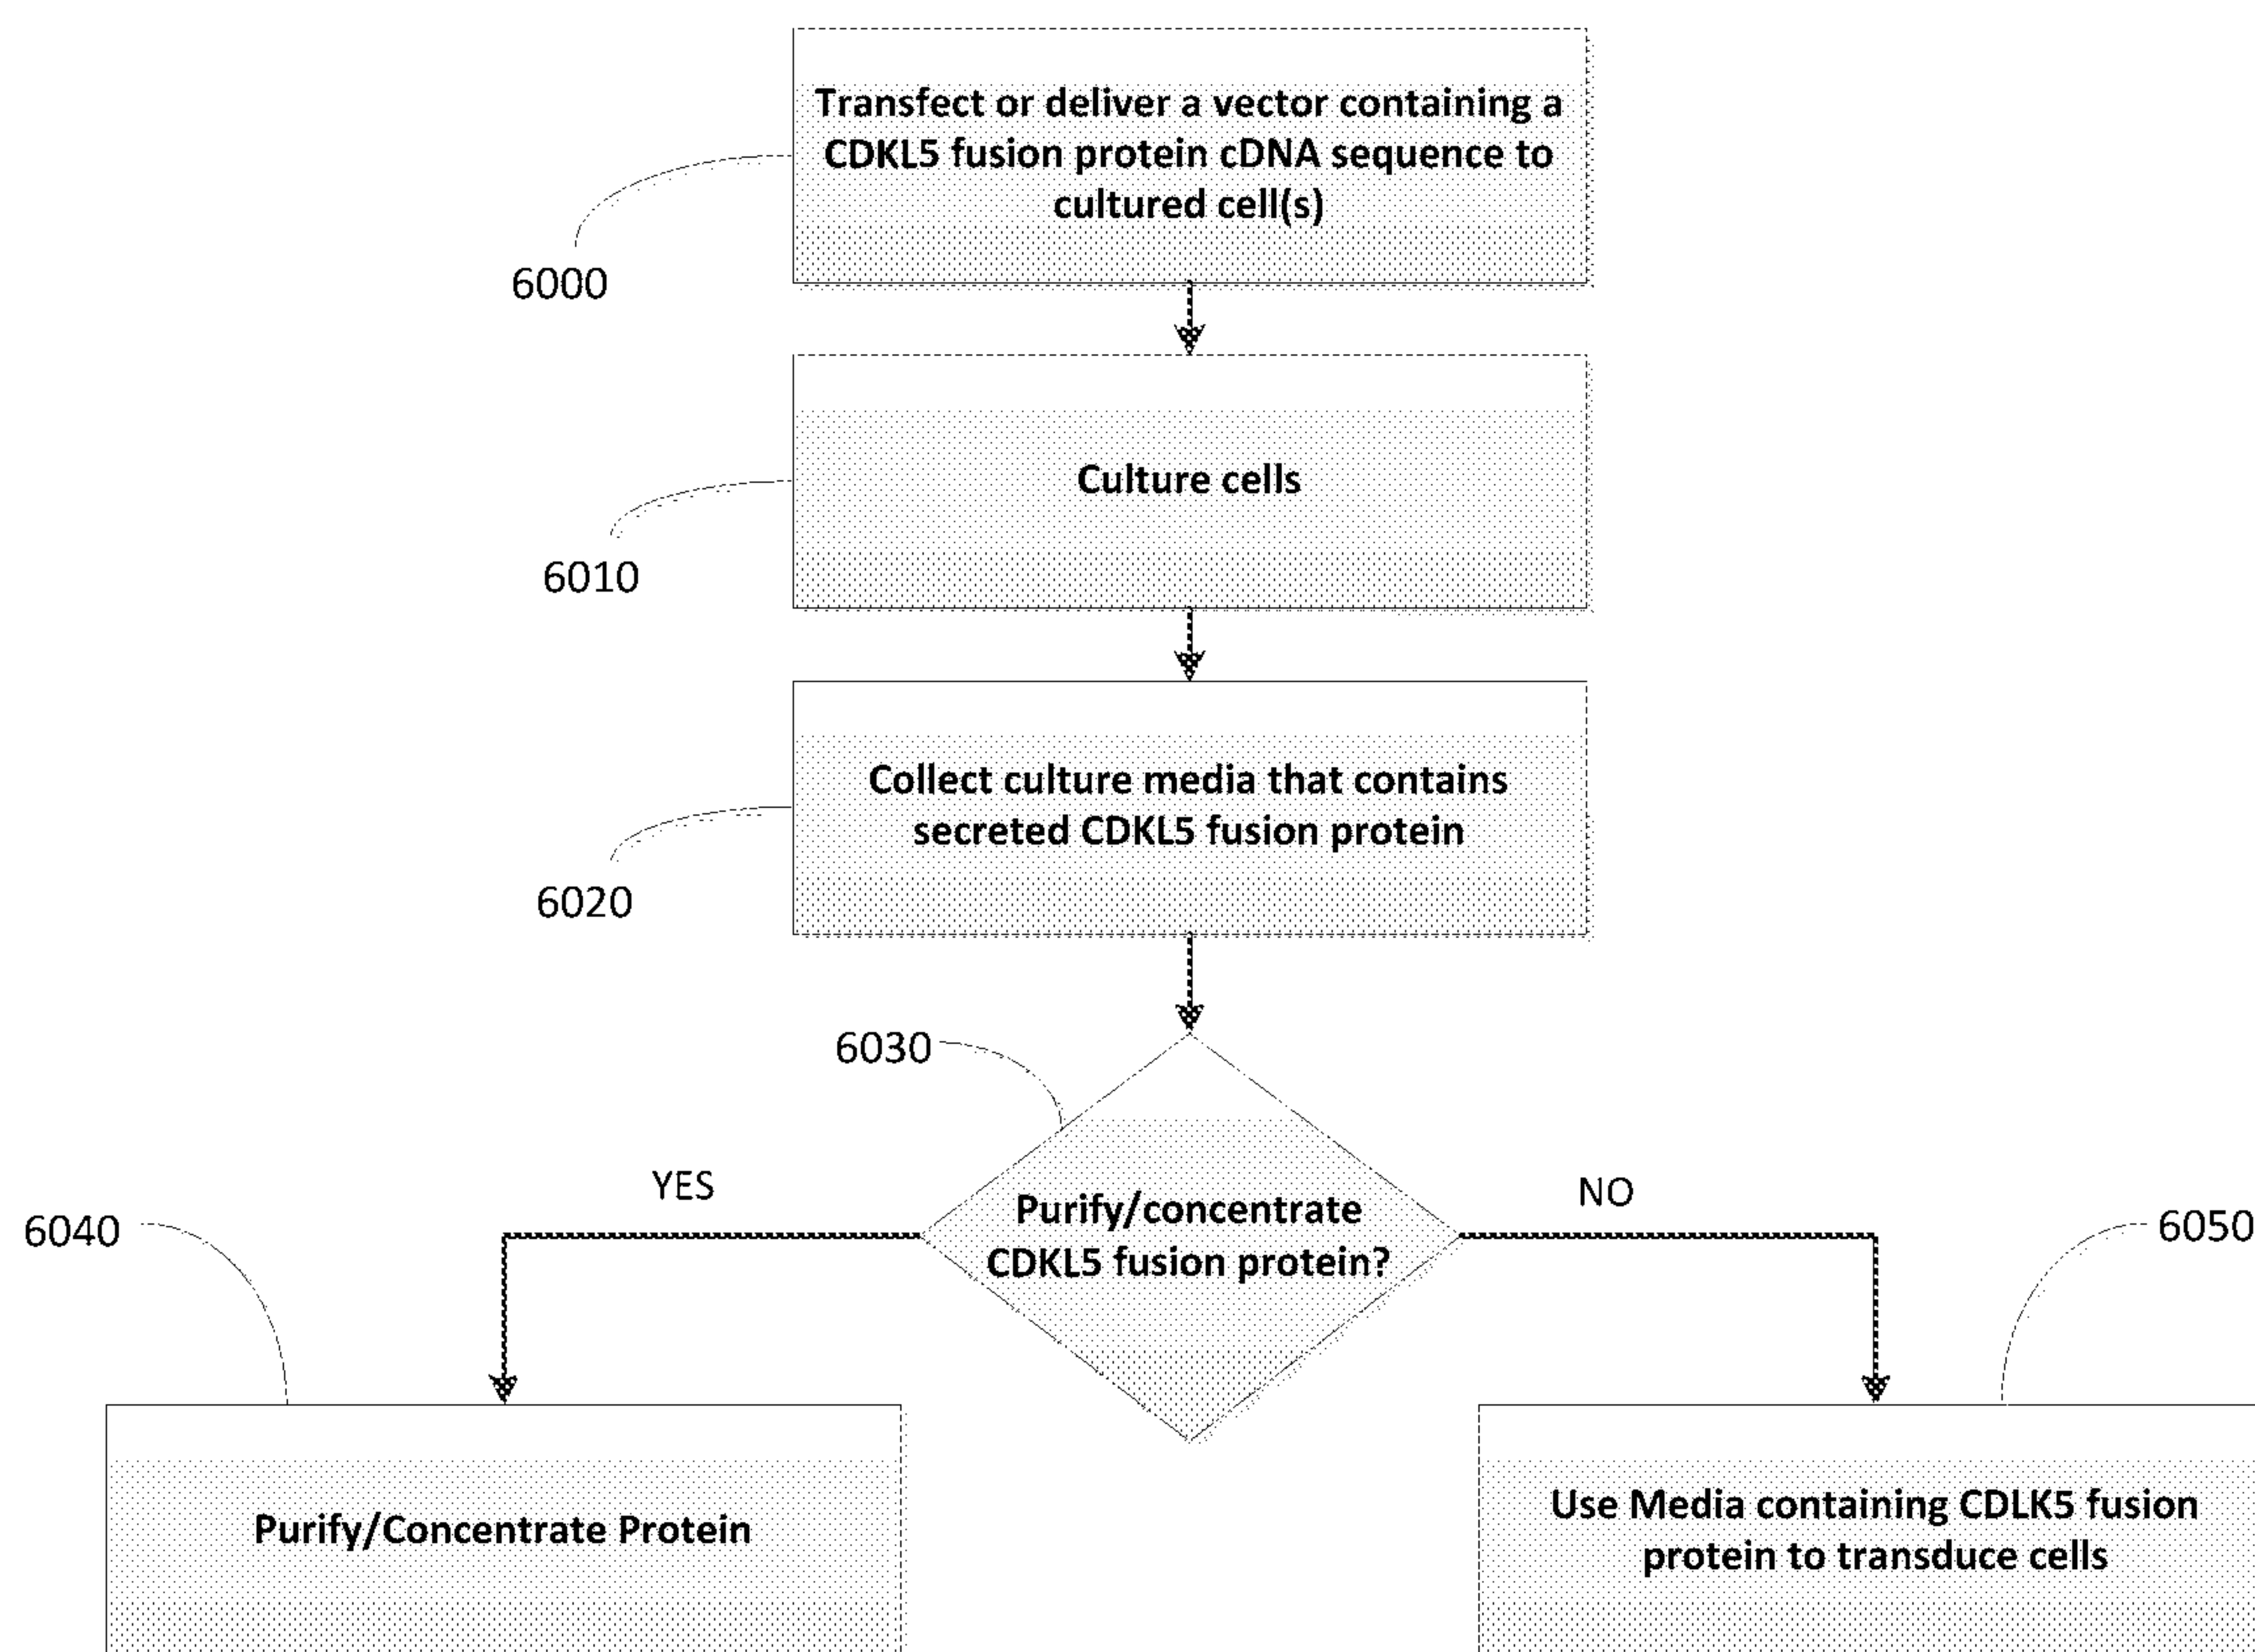 Transfect or deliver a vector containing a
CDKL5 fusion protein cDNA sequence to
cultured cell(s)
6000
Culture cells
6010
Collect culture media that contains
secreted CDKL5 fusion protein
6020
6030
YES
NO
Purify/concentrate
CDKL5 fusion protein?
6040
6050
Purify/Concentrate Protein
Use Media containing CDLK5 fusion
protein to transduce cells